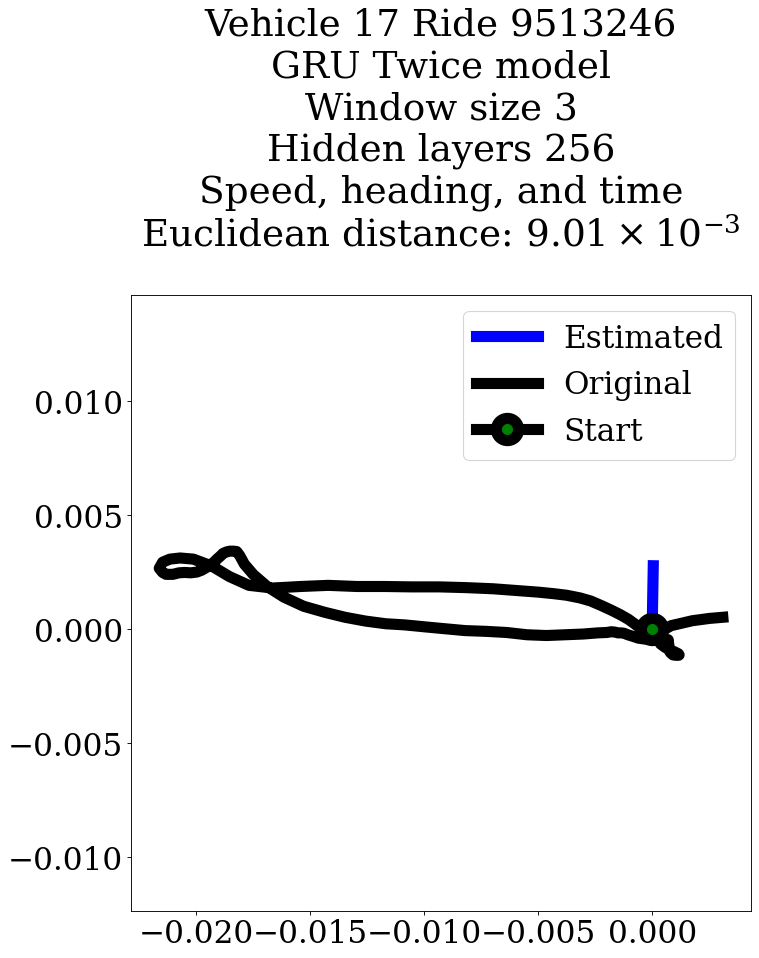 Vehicle 17 Ride 9513246
GRU Twice model
Window size 3
Hidden layers 256
Speed, heading, and time
Euclidean distance: 9.01 × 10⁻³
Estimated
Original
Start
0.010
0.005
0.000
−0.005
−0.010
−0.020 −0.015 −0.010 −0.005 0.000